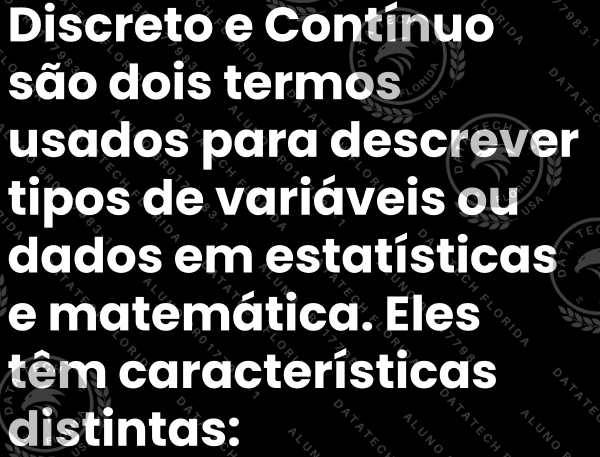 Discreto e Contínuo
são dois termos
usados para descrever
tipos de variáveis ou
dados em estatísticas
e matemática. Eles
têm características
distintas: